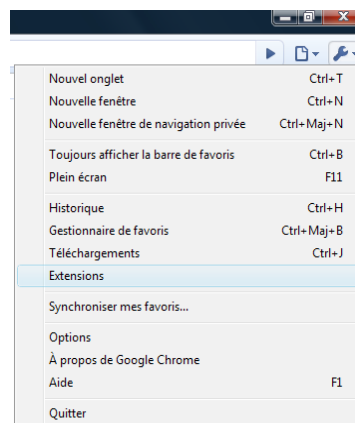 Nouvel onglet Ctrl+T
Nouvelle fenêtre Ctrl+N
Nouvelle fenêtre de navigation privée Ctrl+Maj+N
Toujours afficher la barre de favoris Ctrl+B
Plein écran F11
Historique Ctrl+H
Gestionnaire de favoris Ctrl+Maj+B
Téléchargements Ctrl+J
Extensions
Synchroniser mes favoris...
Options
À propos de Google Chrome
Aide F1
Quitter